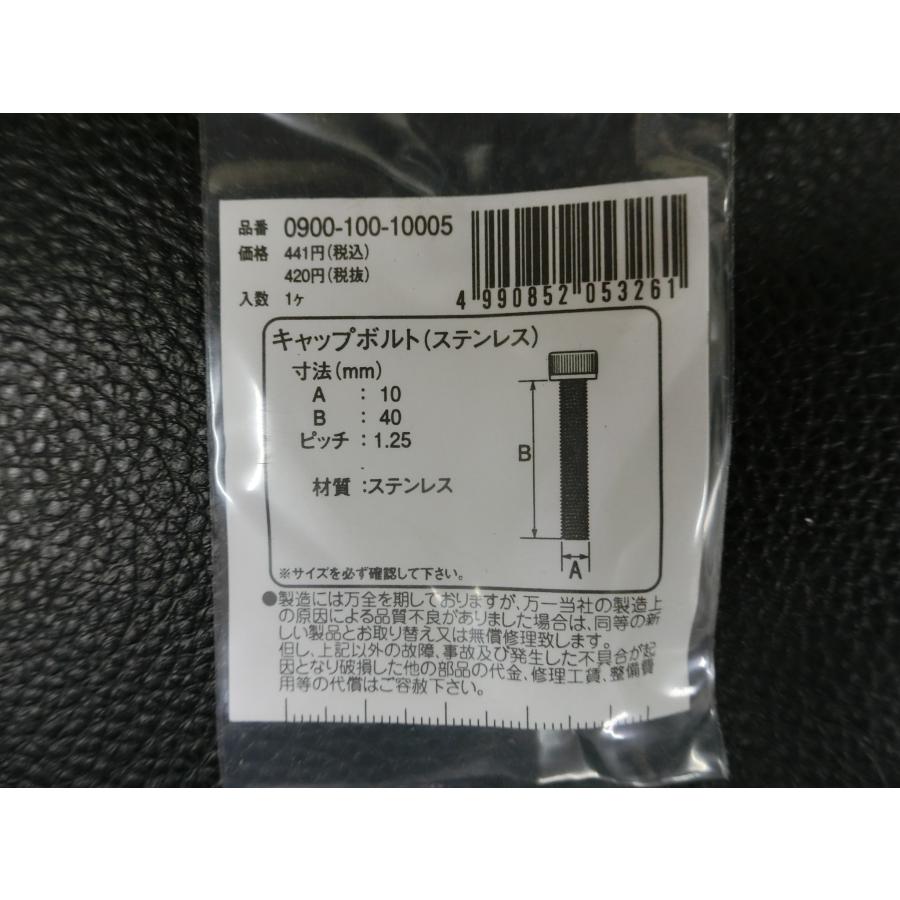 品番 0900-100-10005
価格 441円(税込)
420円(税抜)
入数 1ヶ
4 990852 053261
キャップボルト(ステンレス)
寸法(mm)
A : 10
B : 40
ピッチ : 1.25
材質 :ステンレス
B
A
※サイズを必ず確認して下さい。
●製造には万全を期しておりますが、万一当社の製造上
の原因による品質不良がありました場合は、同等の新
しい製品とお取り替え又は無償修理致します。
但し、上記以外の故障、事故及び発生した不具合が起
因となり破損した他の部品の代金、修理工賃、整備費
用等の代償はご容赦下さい。